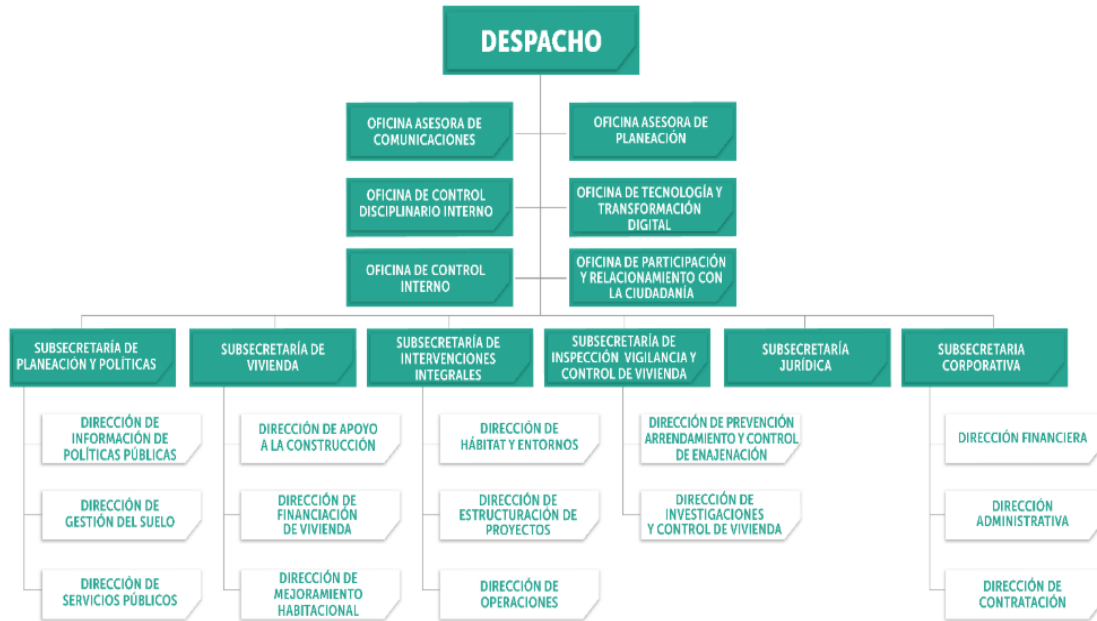 DESPACHO
OFICINA ASESORA DE
COMUNICACIONES
OFICINA ASESORA DE
PLANEACIÓN
OFICINA DE CONTROL
DISCIPLINARIO INTERNO
OFICINA DE TECNOLOGÍA Y
TRANSFORMACIÓN
DIGITAL
OFICINA DE CONTROL
INTERNO
OFICINA DE PARTICIPACIÓN
Y RELACIONAMIENTO CON
LA CIUDADANÍA
SUBSECRETARÍA DE
PLANEACIÓN Y POLÍTICAS
SUBSECRETARÍA DE
VIVIENDA
SUBSECRETARÍA DE
INTERVENCIONES
INTEGRALES
SUBSECRETARÍA DE
INSPECCIÓN VIGILANCIA Y
CONTROL DE VIVIENDA
SUBSECRETARÍA
JURÍDICA
SUBSECRETARIA
CORPORATIVA
DIRECCIÓN DE
INFORMACIÓN DE
POLÍTICAS PÚBLICAS
DIRECCIÓN DE APOYO
A LA CONSTRUCCIÓN
DIRECCIÓN DE
HÁBITAT Y ENTORNOS
DIRECCIÓN DE PREVENCIÓN
ARRENDAMIENTO Y CONTROL
DE ENAJENACIÓN
DIRECCIÓN FINANCIERA
DIRECCIÓN DE
GESTIÓN DEL SUELO
DIRECCIÓN DE
FINANCIACIÓN
DE VIVIENDA
DIRECCIÓN DE
ESTRUCTURACIÓN DE
PROYECTOS
DIRECCIÓN DE
INVESTIGACIONES
Y CONTROL DE VIVIENDA
DIRECCIÓN
ADMINISTRATIVA
DIRECCIÓN DE
SERVICIOS PÚBLICOS
DIRECCIÓN DE
MEJORAMIENTO
HABITACIONAL
DIRECCIÓN DE
OPERACIONES
DIRECCIÓN DE
CONTRATACIÓN